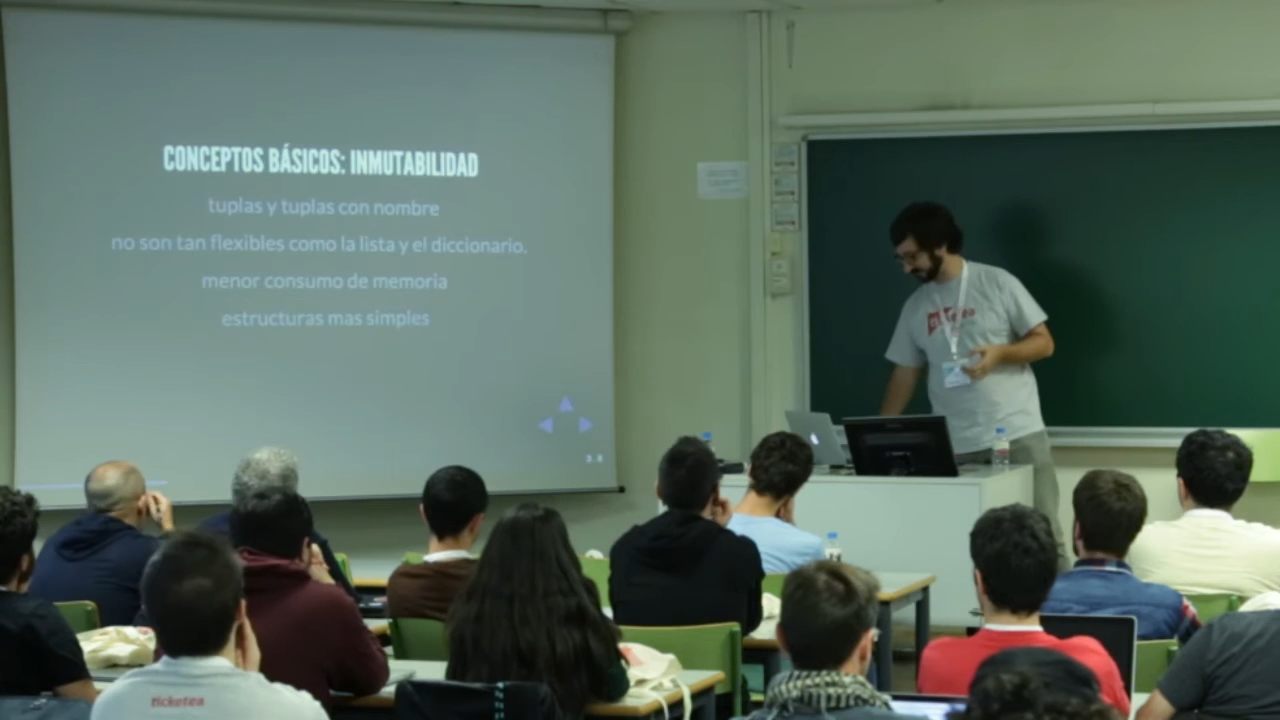 CONCEPTOS BÁSICOS: INMUTABILIDAD
tuplas y tuplas con nombre
no son tan flexibles como la lista y el diccionario.
menor consumo de memoria
estructuras mas simples
ticketea